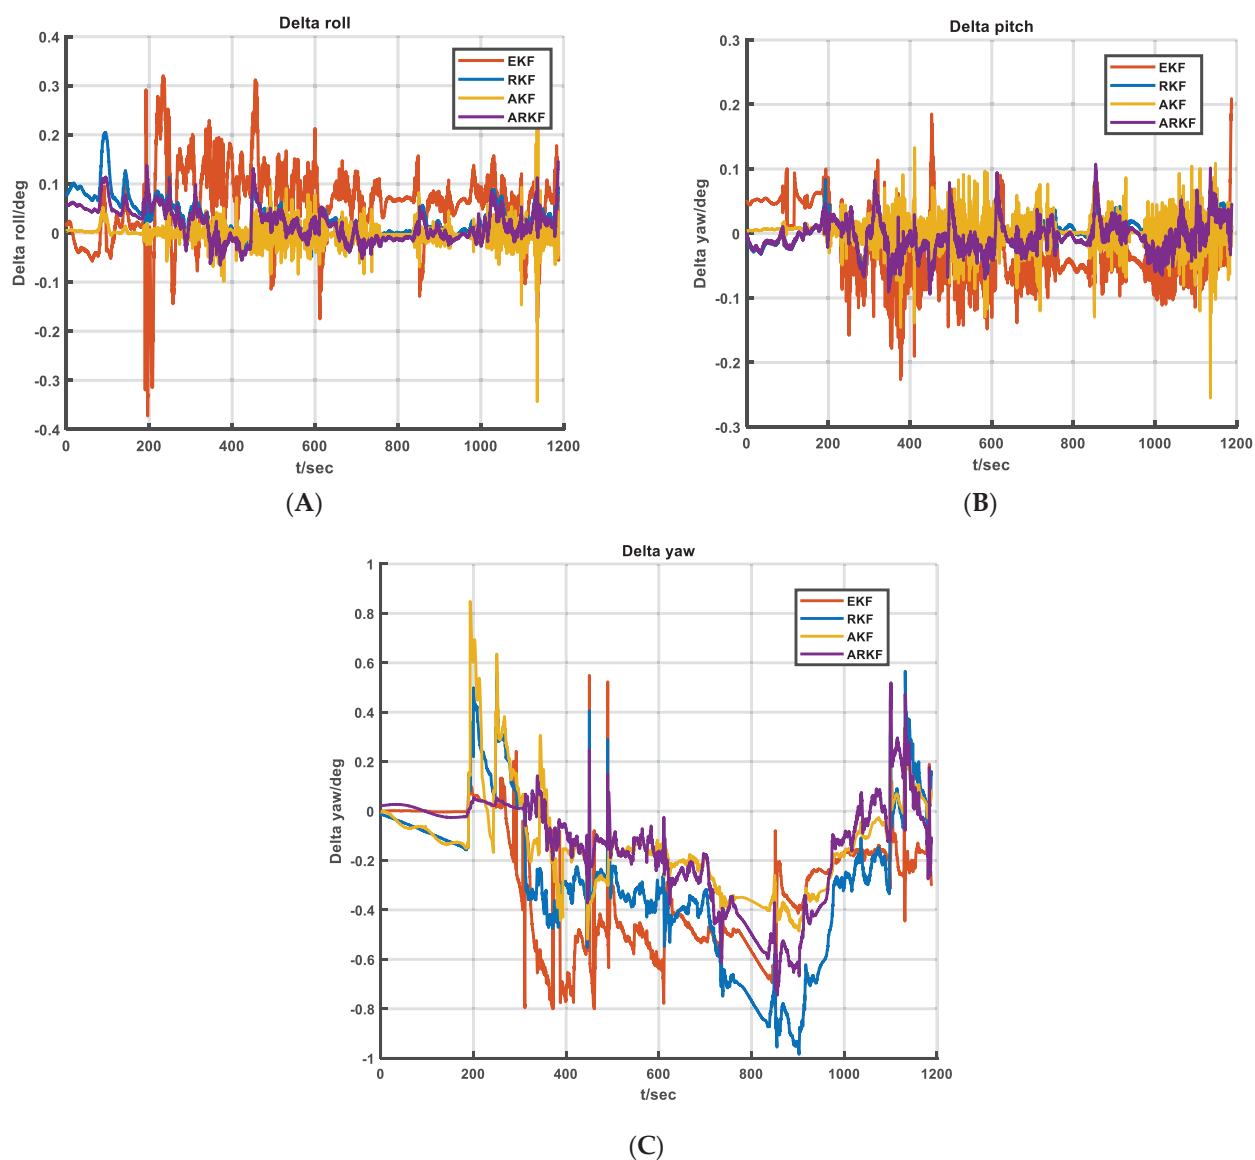 Delta roll
0.4
0.3
0.2
0.1
0
-0.1
-0.2
-0.3
-0.4
Delta roll/deg
EKF
RKF
AKF
ARKF
0 200 400 600 800 1000 1200
t/sec
(A)
Delta pitch
0.3
0.2
0.1
0
-0.1
-0.2
-0.3
Delta yaw/deg
EKF
RKF
AKF
ARKF
0 200 400 600 800 1000 1200
t/sec
(B)
Delta yaw
1
0.8
0.6
0.4
0.2
0
-0.2
-0.4
-0.6
-0.8
-1
Delta yaw/deg
EKF
RKF
AKF
ARKF
0 200 400 600 800 1000 1200
t/sec
(C)